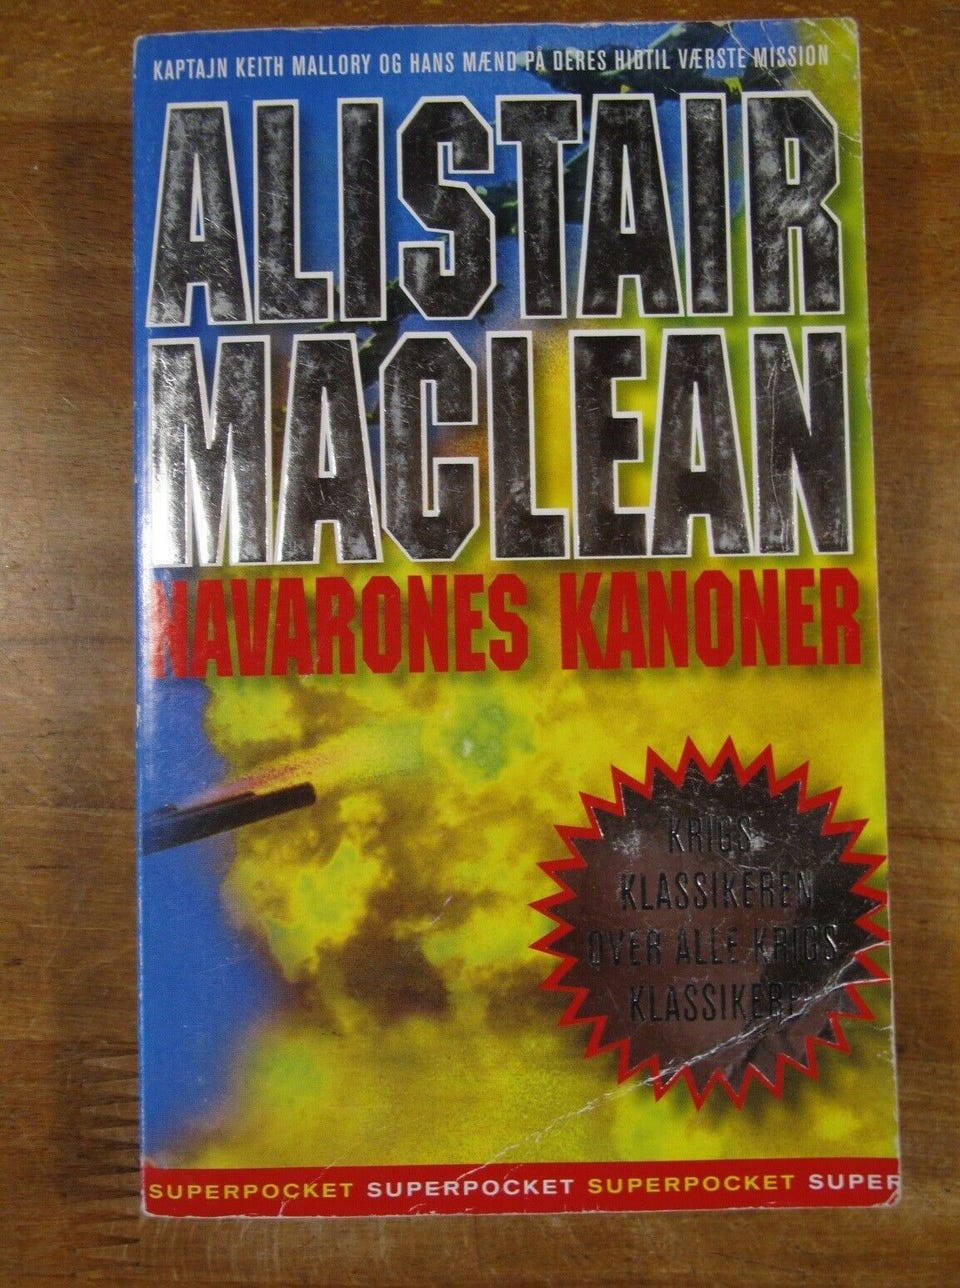 KAPTAJN KEITH MALLORY OG HANS MÆND PÅ DERES HIDTIL VÆRSTE MISSION
ALISTAIR
MACLEAN
NAVARONES KANONER
KRIGS-
KLASSIKEREN
OVER ALLE KRIGS-
KLASSIKERE!
SUPERPOCKET SUPERPOCKET SUPERPOCKET SUPER